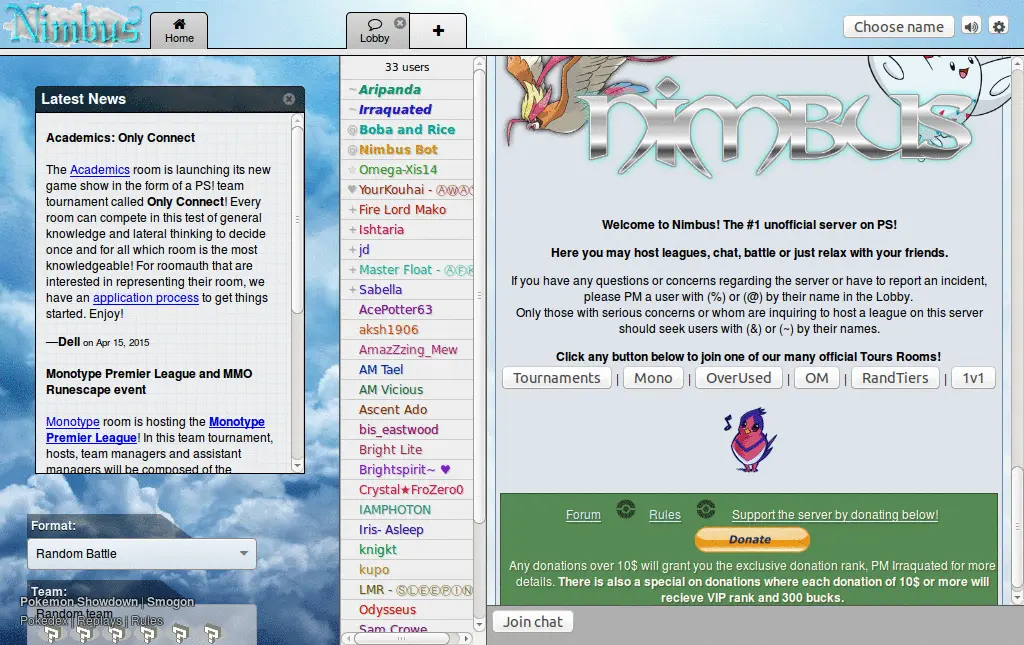 Nimbus
Home
Lobby
+
Choose name
Latest News
Academics: Only Connect
The Academics room is launching its new
game show in the form of a PS! team
tournament called Only Connect! Every
room can compete in this test of general
knowledge and lateral thinking to decide
once and for all which room is the most
knowledgeable! For roomauth that are
interested in representing their room, we
have an application process to get things
started. Enjoy!
—Dell on Apr 15, 2015
Monotype Premier League and MMO
Runescape event
Monotype room is hosting the Monotype
Premier League! In this team tournament,
hosts, team managers and assistant
managers will be composed of the
Format:
Random Battle
Team:
Random team
Pokémon Showdown | Smogon
Pokédex | Replays | Rules
33 users
~Aripanda
~Irraquated
@Boba and Rice
@Nimbus Bot
☆Omega-Xis14
♥YourKouhai - ⒶⓌⒶ
+Fire Lord Mako
+Ishtaria
+jd
+Master Float - ⒶⒻⓀ
+Sabella
AcePotter63
aksh1906
AmazZzing_Mew
AM Tael
AM Vicious
Ascent Ado
bis_eastwood
Bright Lite
Brightspirit~ ♥
Crystal★FroZero0
IAMPHOTON
Iris- Asleep
knigkt
kupo
LMR - ⓈⓁⒺⒺⓅⒾⓃ
Odysseus
Sam Crowe
NIMBUS
Welcome to Nimbus! The #1 unofficial server on PS!
Here you may host leagues, chat, battle or just relax with your friends.
If you have any questions or concerns regarding the server or have to report an incident,
please PM a user with (%) or (@) by their name in the Lobby.
Only those with serious concerns or whom are inquiring to host a league on this server
should seek users with (&) or (~) by their names.
Click any button below to join one of our many official Tours Rooms!
Tournaments | Mono | OverUsed | OM | RandTiers | 1v1
Forum Rules Support the server by donating below!
Donate
Any donations over 10$ will grant you the exclusive donation rank, PM Irraquated for more
details. There is also a special on donations where each donation of 10$ or more will
recieve VIP rank and 300 bucks.
Join chat